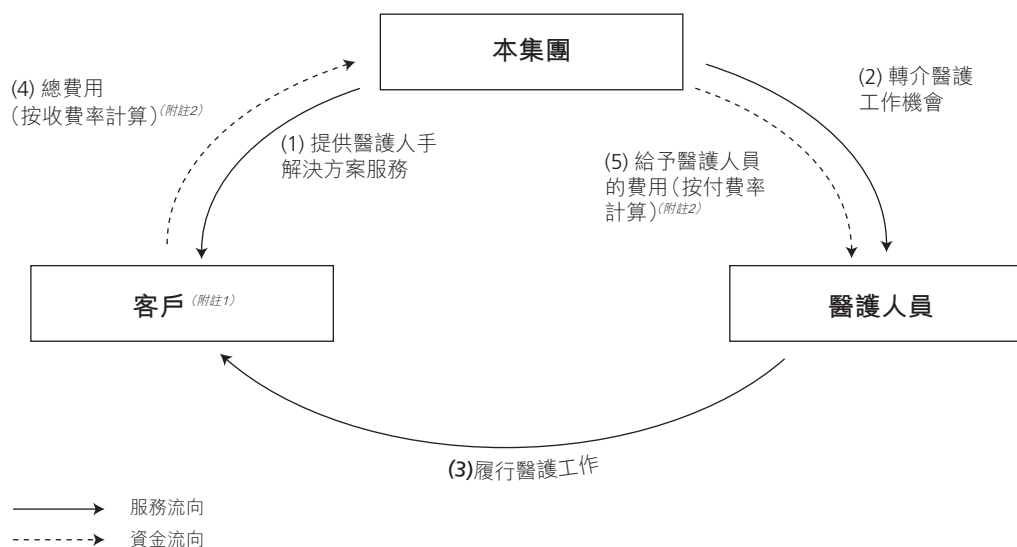 本集團
(4) 總費用
（按收費率計算）(附註2)
(2) 轉介醫護
工作機會
(1) 提供醫護人手
解決方案服務
(5) 給予醫護人員
的費用（按付費率
計算）(附註2)
客戶 (附註1)
醫護人員
(3)履行醫護工作
服務流向
資金流向